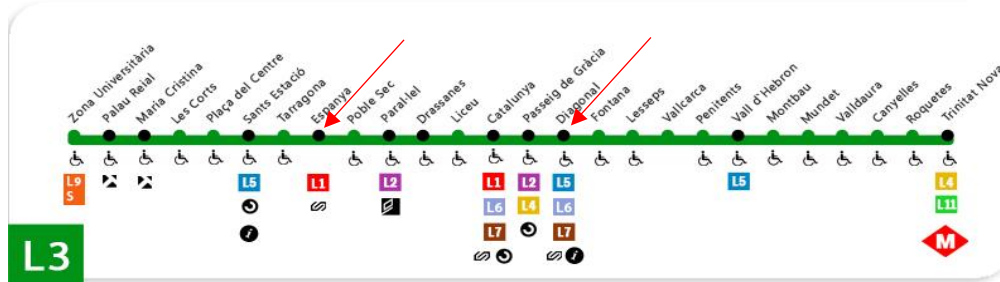 Zona Universitària
Palau Reial
Maria Cristina
Les Corts
Plaça del Centre
Sants Estació
Tarragona
Espanya
Poble Sec
Paral·lel
Drassanes
Liceu
Catalunya
Passeig de Gràcia
Diagonal
Fontana
Lesseps
Vallcarca
Penitents
Vall d'Hebron
Montbau
Mundet
Valldaura
Canyelles
Roquetes
Trinitat Nova
L9
S
L5
i
L1
L2
L1
L6
L7
L2
L4
L5
L6
L7
i
L5
L4
L11
M
L3